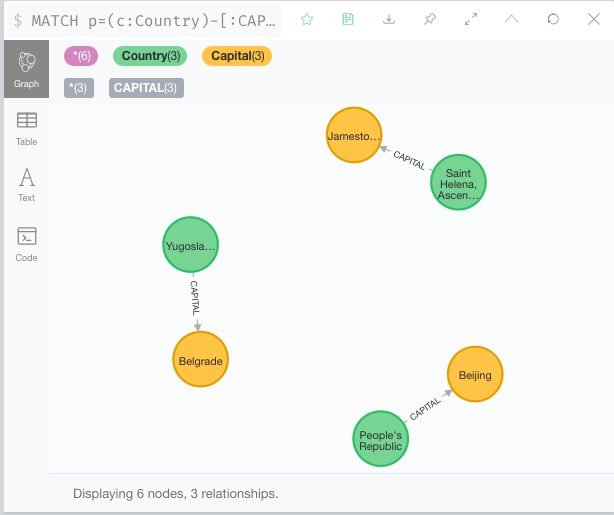 $ MATCH p=(c:Country)-[:CAP…
*(6) Country(3) Capital(3)
*(3) CAPITAL(3)
Graph
Table
Text
Code
Jamesto…
CAPITAL
Saint
Helena,
Ascen…
Yugosla…
CAPITAL
Belgrade
Beijing
CAPITAL
People's
Republic
Displaying 6 nodes, 3 relationships.